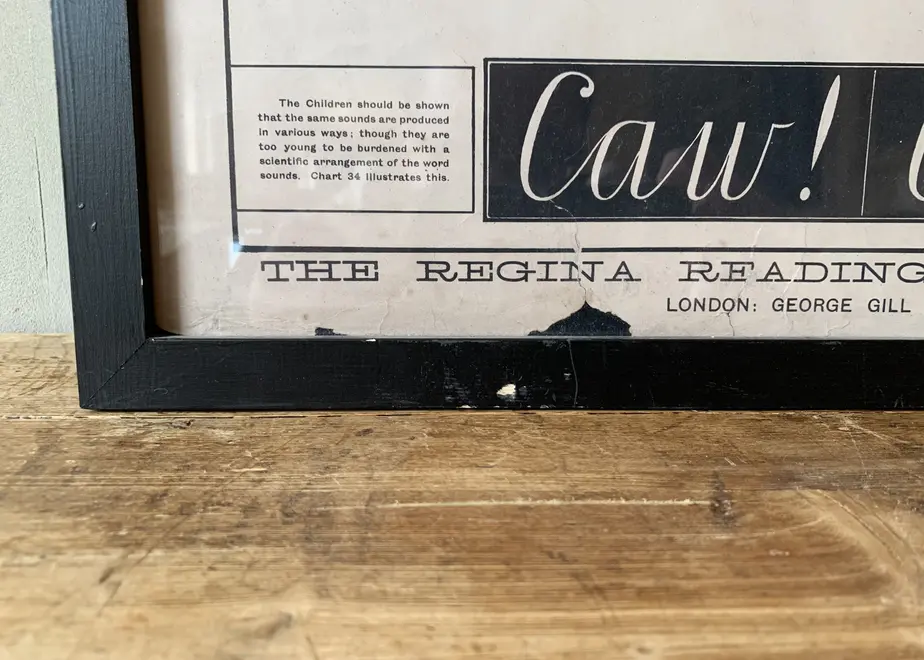 The Children should be shown
that the same sounds are produced
in various ways; though they are
too young to be burdened with a
scientific arrangement of the word
sounds. Chart 34 illustrates this.
Caw!
THE REGINA READING
LONDON: GEORGE GILL